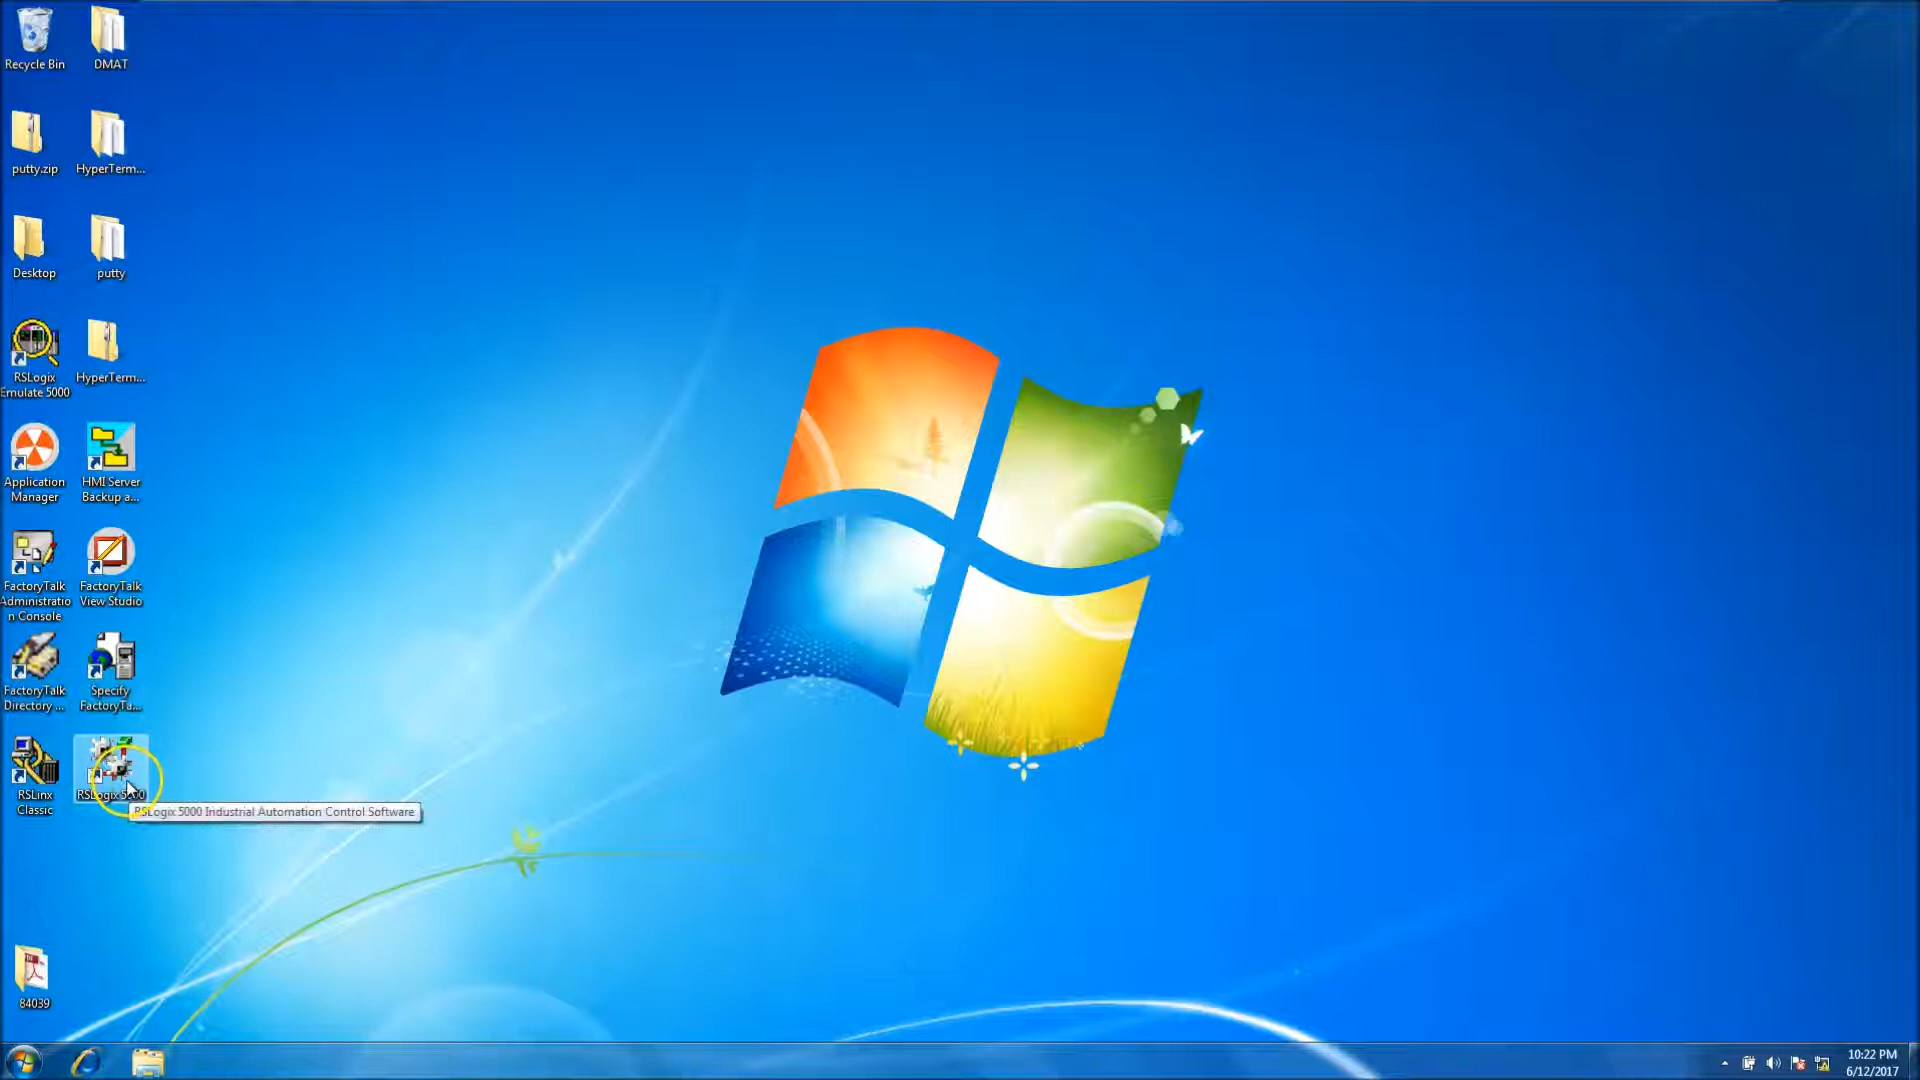 Recycle Bin
DMAT
putty.zip
HyperTerm...
Desktop
putty
RSLogix
Emulate 5000
HyperTerm...
Application
Manager
HMI Server
Backup a...
FactoryTalk
Administratio
n Console
FactoryTalk
View Studio
FactoryTalk
Directory ...
Specify
FactoryTa...
RSLinx
Classic
RSLogix 5000
RSLogix 5000 Industrial Automation Control Software
84039
10:22 PM
6/12/2017